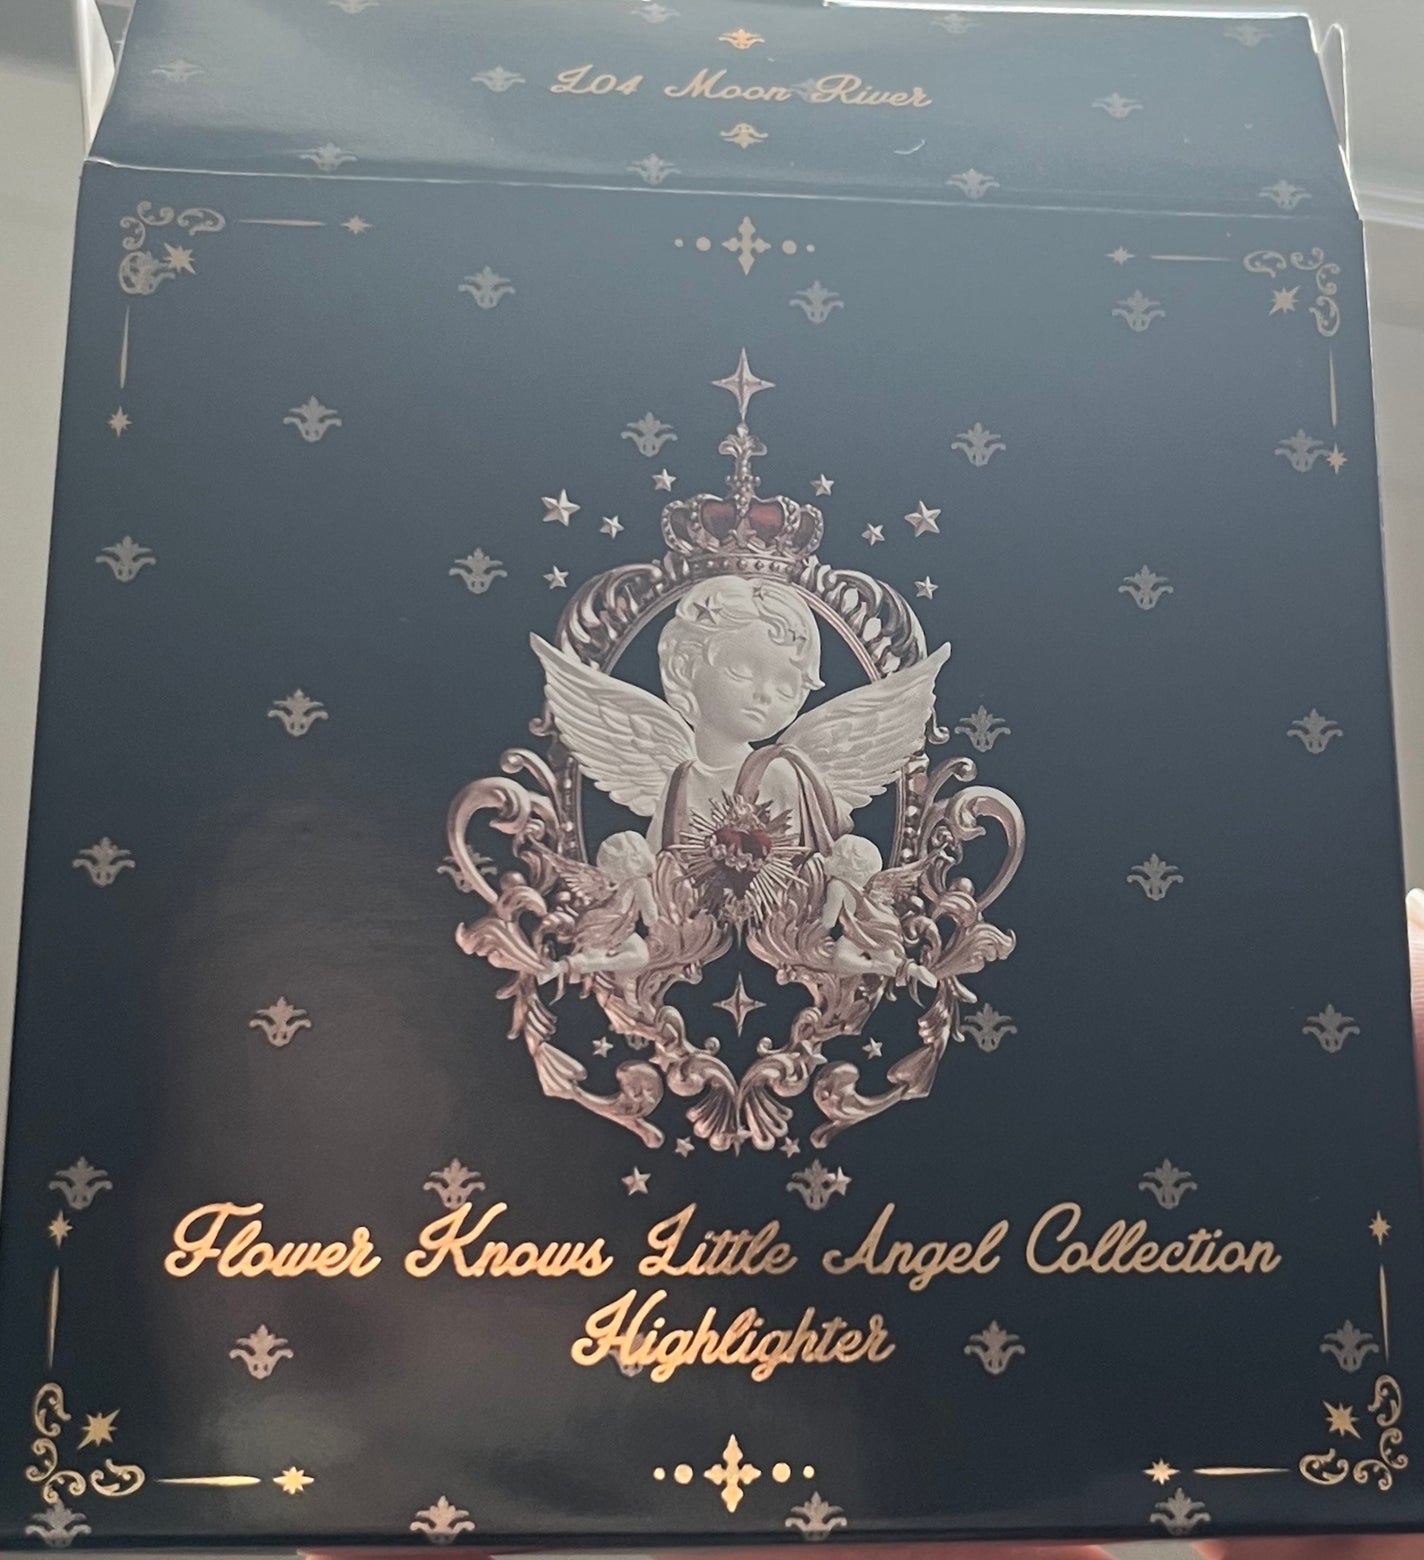 L04 Moon River
Flower Knows Little Angel Collection
Highlighter